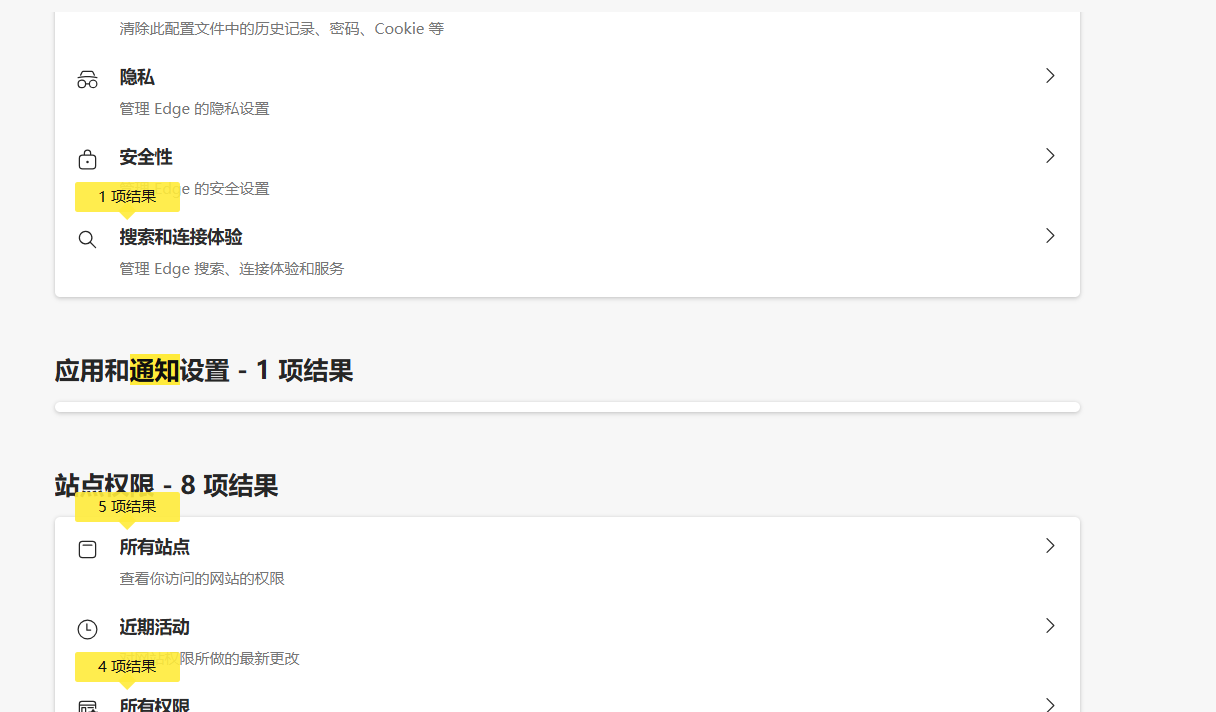 清除此配置文件中的历史记录、密码、Cookie 等
隐私
管理 Edge 的隐私设置
安全性
Edge 的安全设置
1 项结果
搜索和连接体验
管理 Edge 搜索、连接体验和服务
应用和通知设置 - 1 项结果
站点权限 - 8 项结果
5 项结果
所有站点
查看你访问的网站的权限
近期活动
权限所做的最新更改
4 项结果
所有权限